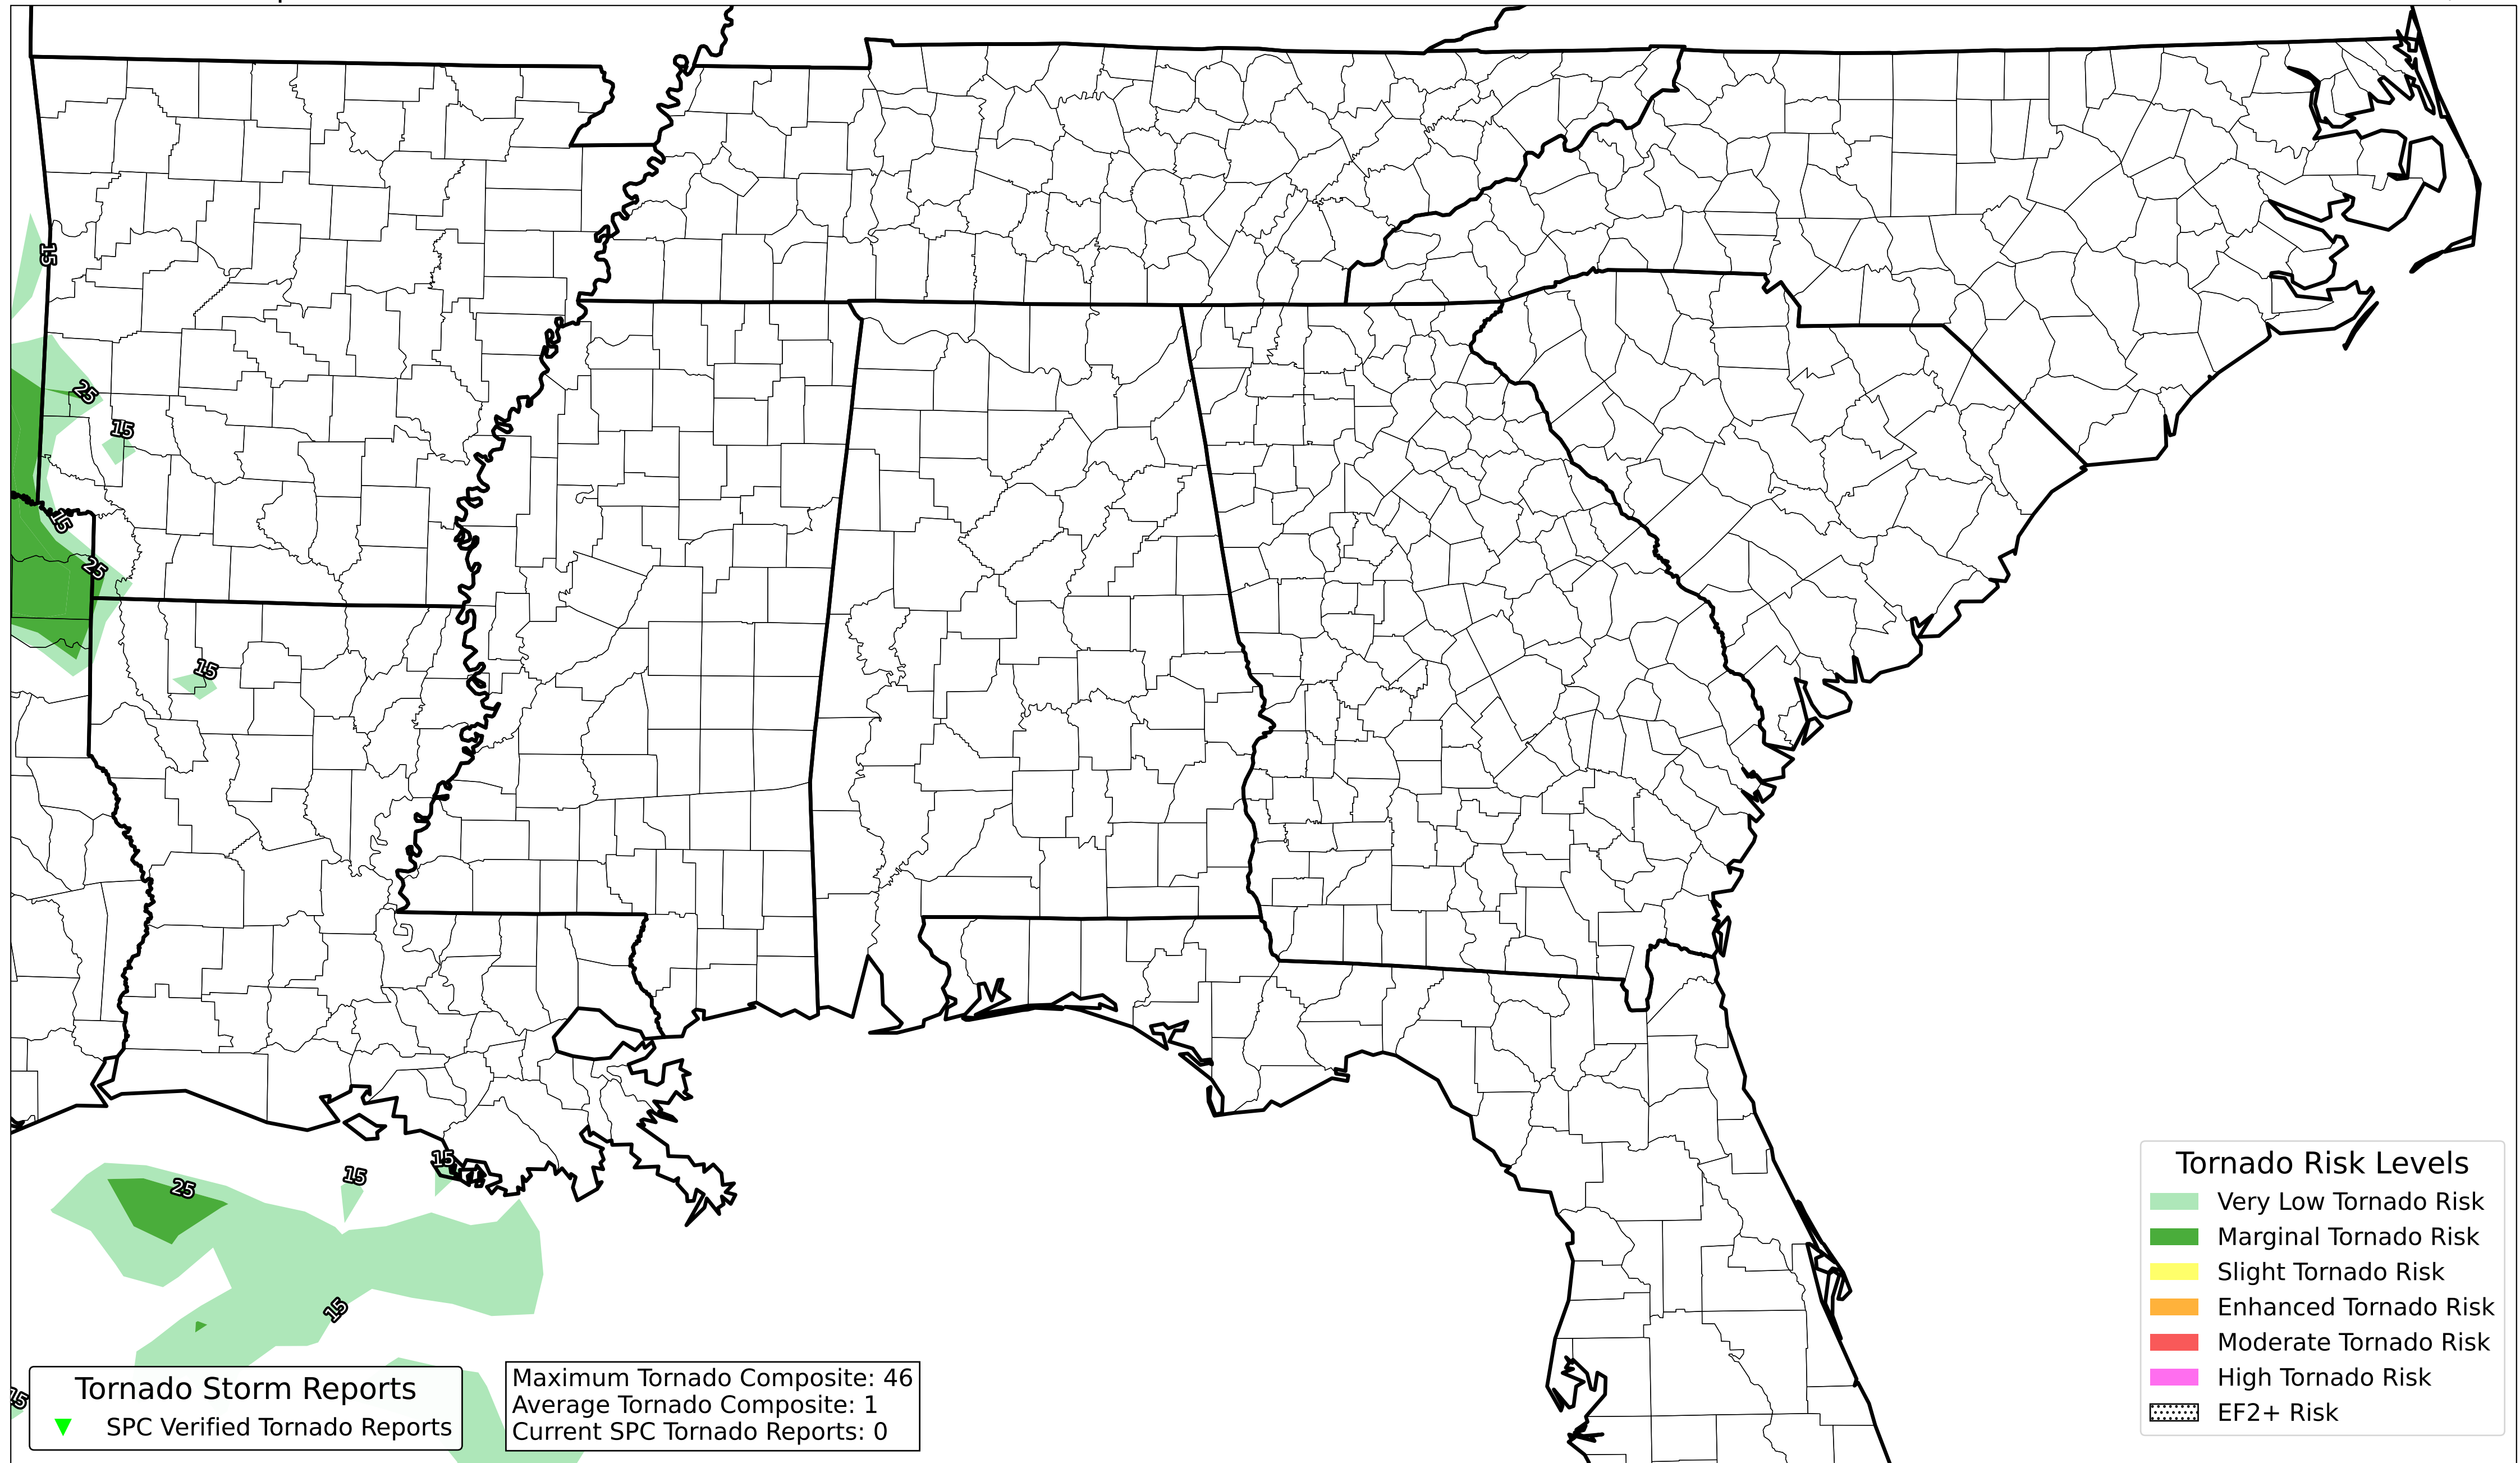 15
25
15
15
25
15
15
15
25
15
15
Tornado Risk Levels
Very Low Tornado Risk
Marginal Tornado Risk
Slight Tornado Risk
Enhanced Tornado Risk
Moderate Tornado Risk
High Tornado Risk
EF2+ Risk
Tornado Storm Reports
SPC Verified Tornado Reports
Maximum Tornado Composite: 46
Average Tornado Composite: 1
Current SPC Tornado Reports: 0